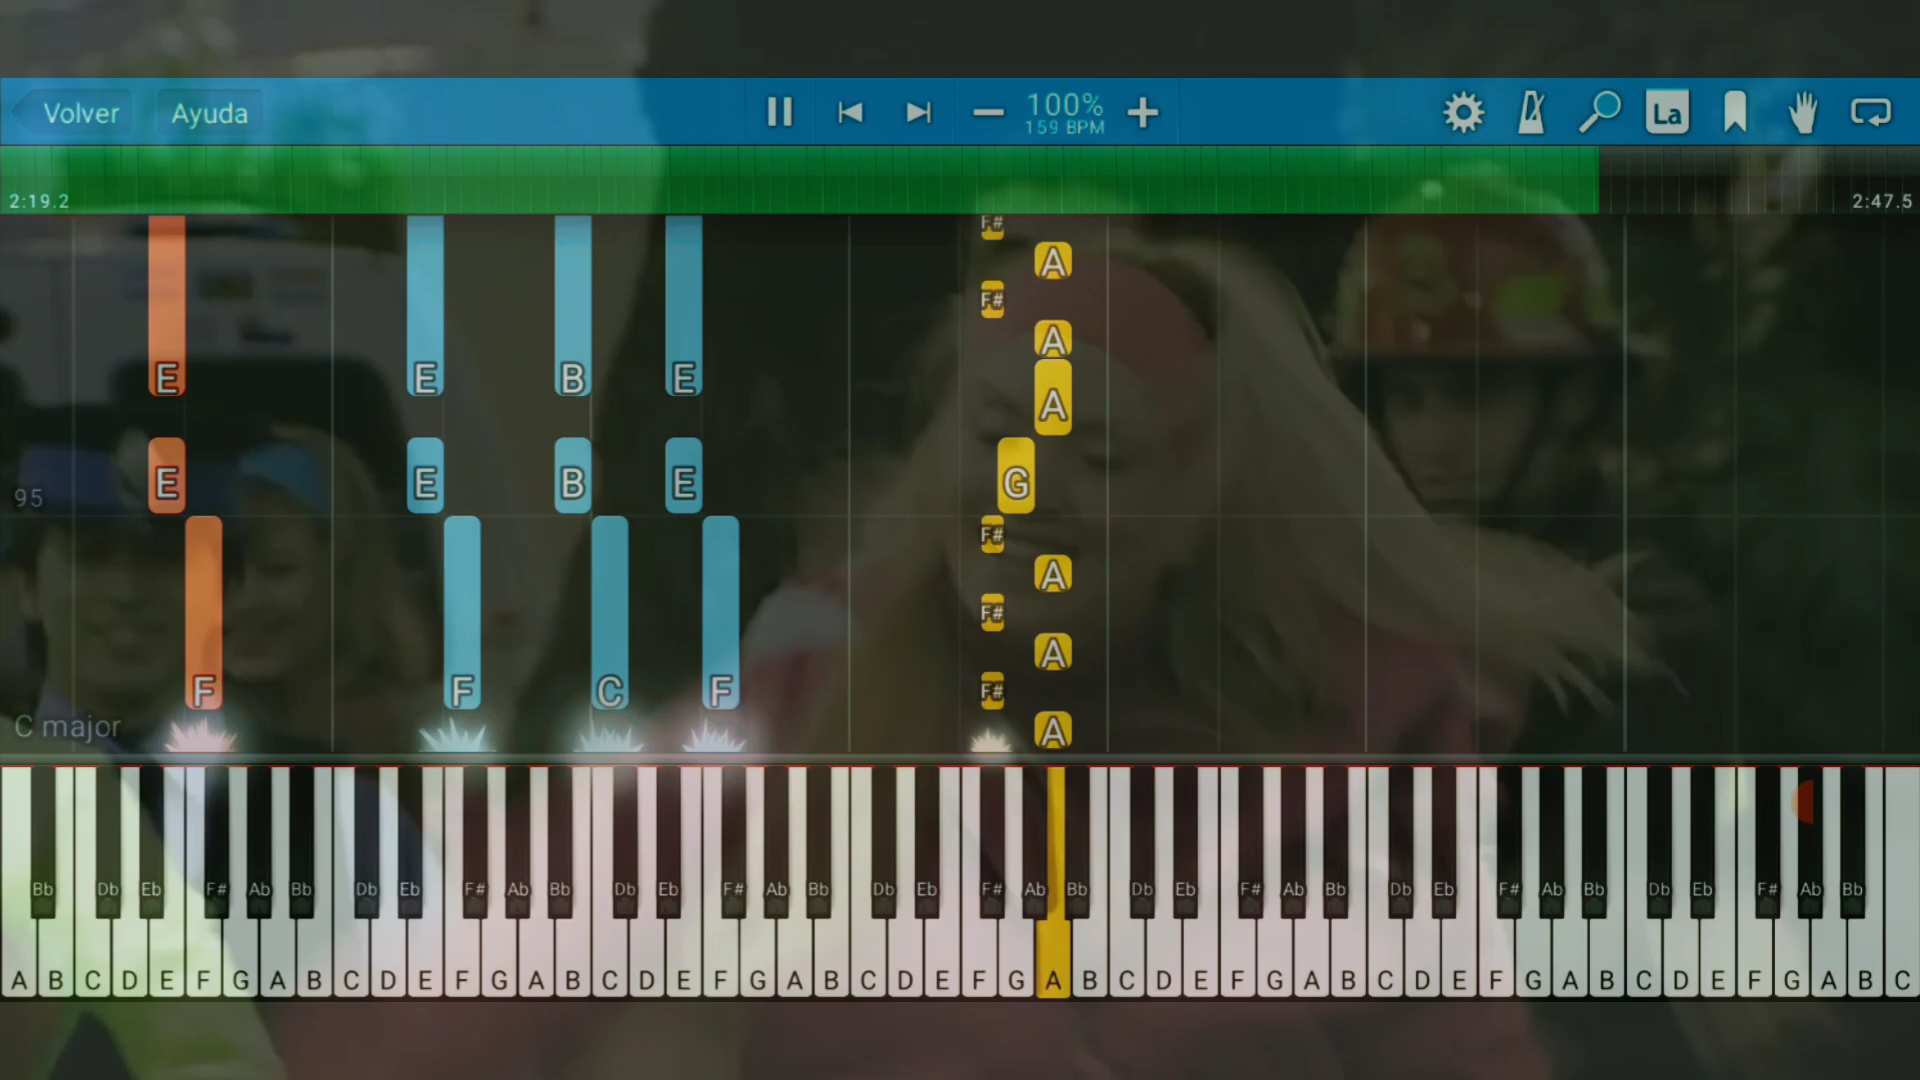 Volver Ayuda 100% La
159 BPM
2:19.2 2:47.5
F#
A
F#
A
E E B E
A
E E B E G
95
F#
A
F#
A
F F C F F#
C major A
Bb Db Eb F# Ab Bb Db Eb F# Ab Bb Db Eb F# Ab Bb Db Eb F# Ab Bb Db Eb F# Ab Bb Db Eb F# Ab Bb Db Eb F# Ab Bb
A B C D E F G A B C D E F G A B C D E F G A B C D E F G A B C D E F G A B C D E F G A B C D E F G A B C